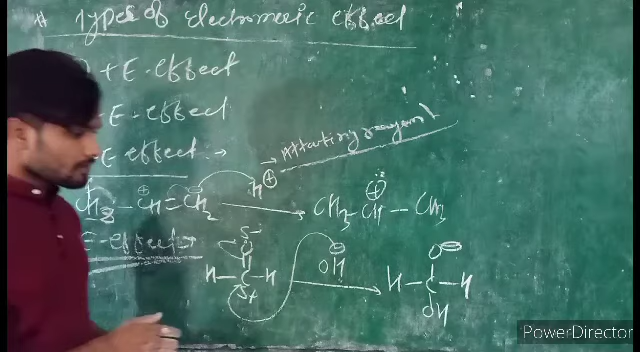 * Types of Electromeric effect
+ E-effect
E-effect
E effect :→
→ Attacking reagent
CH3 - CH = CH2 H⊕ → CH3 - CH - CH3
⊕
E-effect
δ-
O
H - C - H
δ+
OH → H - C - H
O⊖
OH
PowerDirector